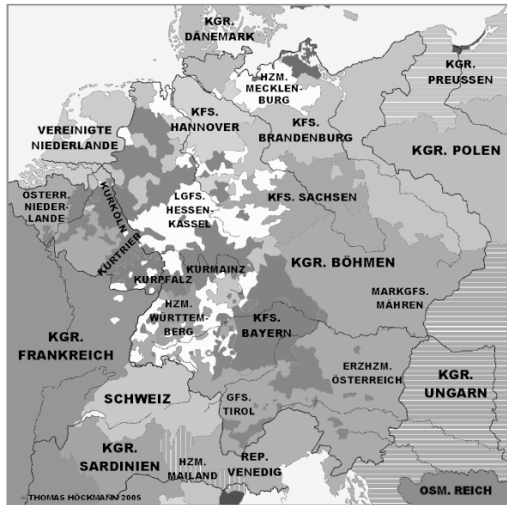 KGR.
DÄNEMARK
HZM.
MECKLEN-
BURG
KGR.
PREUSSEN
KFS.
HANNOVER
VEREINIGTE
NIEDERLANDE
KFS.
BRANDENBURG
KGR. POLEN
ÖSTERR.
NIEDER-
LANDE
KURKÖLN
LGFS.
HESSEN-
KASSEL
KFS. SACHSEN
KURTRIER
KURMAINZ
KGR. BÖHMEN
KURPFALZ
MARKGFS.
MÄHREN
HZM.
WÜRTTEM-
BERG
KFS.
BAYERN
KGR.
FRANKREICH
ERZHZM.
ÖSTERREICH
KGR.
UNGARN
SCHWEIZ
GFS.
TIROL
KGR.
SARDINIEN
HZM.
MAILAND
REP.
VENEDIG
OSM. REICH
THOMAS HÖCKMANN 2005